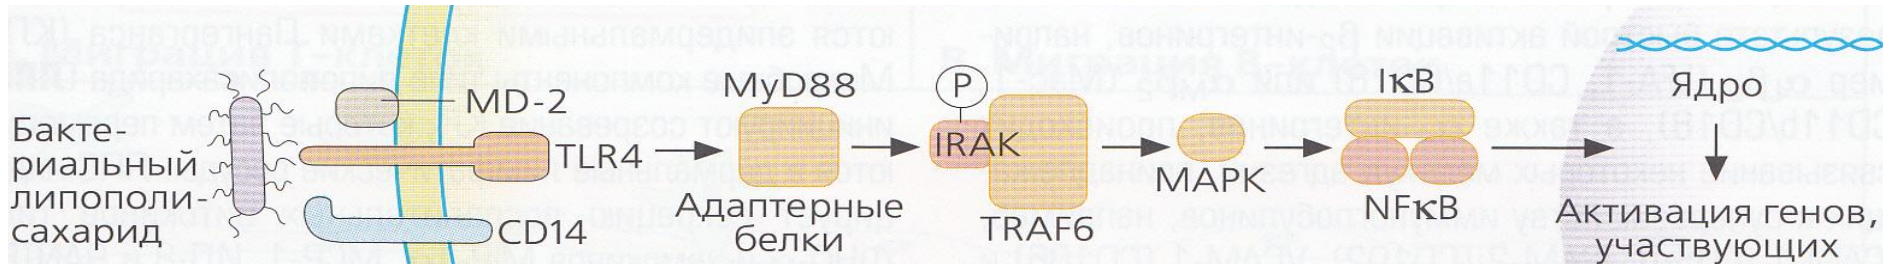 Бакте-
риальный
липополи-
сахарид
MD-2
TLR4
CD14
MyD88
Адаптерные
белки
P
IRAK
TRAF6
МАРК
IκB
NFκB
Ядро
Активация генов,
участвующих